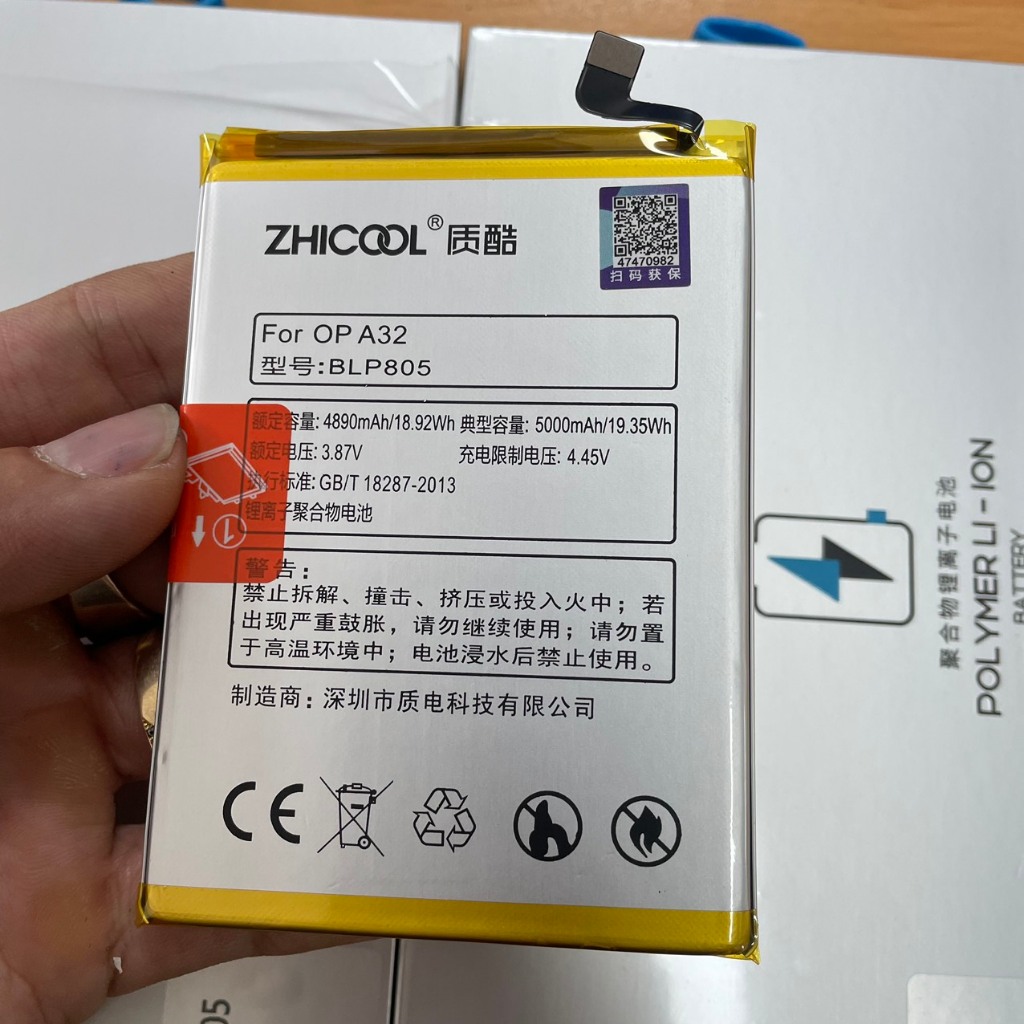 ZHICOOL® 质酷
47470982
扫码获保
For OP A32
型号:BLP805
额定容量: 4890mAh/18.92Wh 典型容量: 5000mAh/19.35Wh
额定电压: 3.87V 充电限制电压: 4.45V
执行标准: GB/T 18287-2013
锂离子聚合物电池
1
警告:
禁止拆解、撞击、挤压或投入火中；若
出现严重鼓胀，请勿继续使用；请勿置
于高温环境中；电池浸水后禁止使用。
制造商：深圳市质电科技有限公司
CE
聚合物锂离子电池
POLYMER LI-ION
BATTERY
05